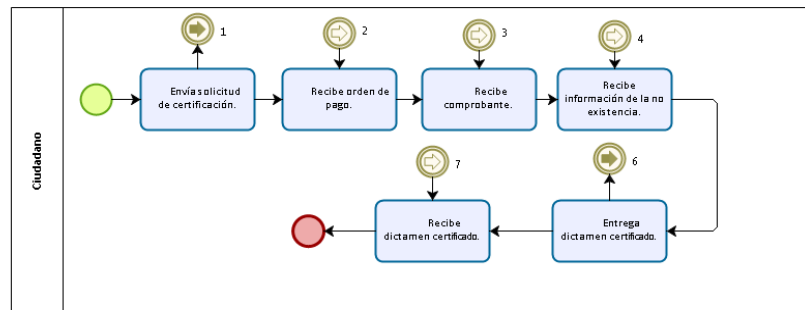 1
2
3
4
Envía solicitud
de certificación.
Recibe orden de
pago.
Recibe
comprobante.
Recibe
información de la no
existencia.
Ciudadano
7
6
Recibe
dictamen certificado.
Entrega
dictamen certificado.